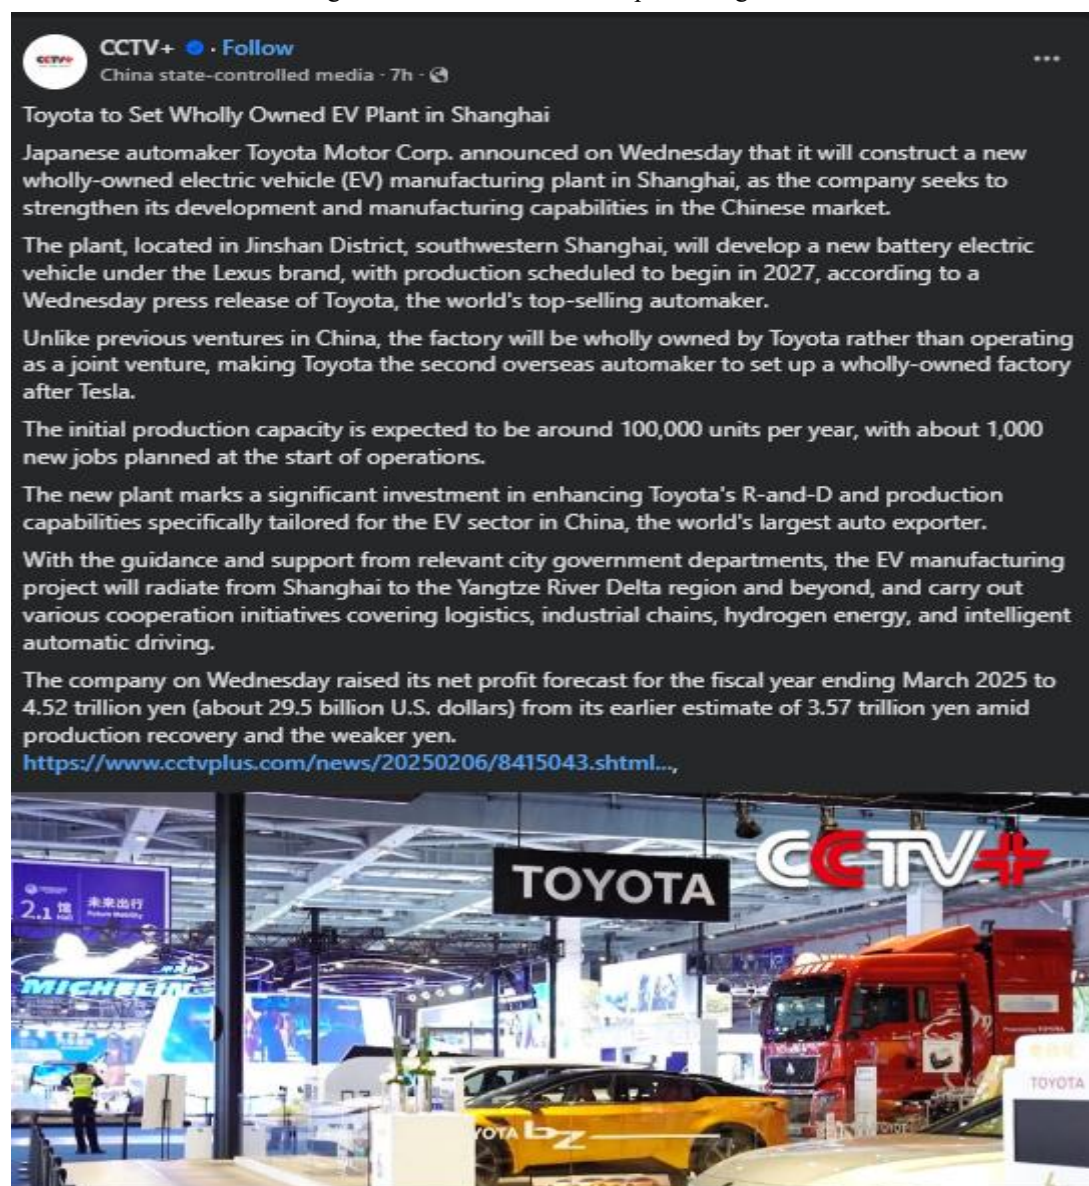 CCTV+
CCTV+ · Follow
China state-controlled media · 7h ·
Toyota to Set Wholly Owned EV Plant in Shanghai
Japanese automaker Toyota Motor Corp. announced on Wednesday that it will construct a new
wholly-owned electric vehicle (EV) manufacturing plant in Shanghai, as the company seeks to
strengthen its development and manufacturing capabilities in the Chinese market.
The plant, located in Jinshan District, southwestern Shanghai, will develop a new battery electric
vehicle under the Lexus brand, with production scheduled to begin in 2027, according to a
Wednesday press release of Toyota, the world's top-selling automaker.
Unlike previous ventures in China, the factory will be wholly owned by Toyota rather than operating
as a joint venture, making Toyota the second overseas automaker to set up a wholly-owned factory
after Tesla.
The initial production capacity is expected to be around 100,000 units per year, with about 1,000
new jobs planned at the start of operations.
The new plant marks a significant investment in enhancing Toyota's R-and-D and production
capabilities specifically tailored for the EV sector in China, the world's largest auto exporter.
With the guidance and support from relevant city government departments, the EV manufacturing
project will radiate from Shanghai to the Yangtze River Delta region and beyond, and carry out
various cooperation initiatives covering logistics, industrial chains, hydrogen energy, and intelligent
automatic driving.
The company on Wednesday raised its net profit forecast for the fiscal year ending March 2025 to
4.52 trillion yen (about 29.5 billion U.S. dollars) from its earlier estimate of 3.57 trillion yen amid
production recovery and the weaker yen.
https://www.cctvplus.com/news/20250206/8415043.shtml...,
CCTV+
TOYOTA
2.1 馆 未来出行
Hall Future Mobility
MICHELIN
TOYOTA
YOTA bZ
TOYOT